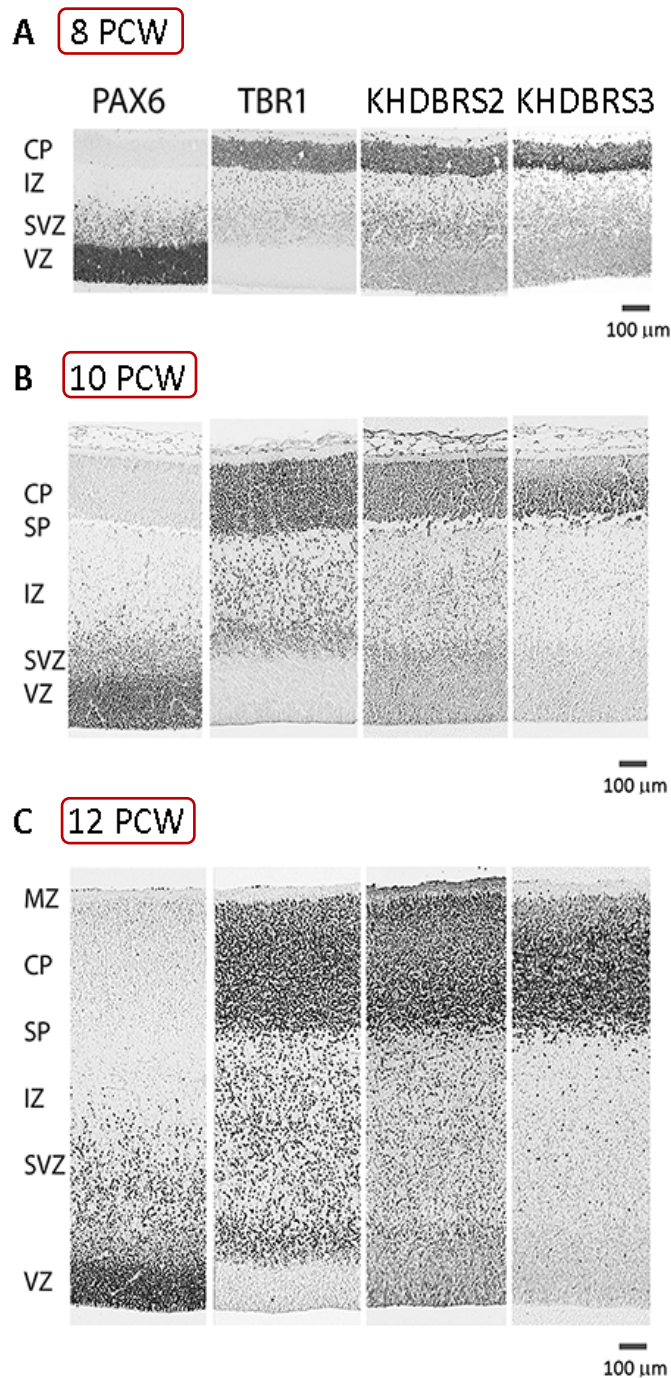 A 8 PCW
PAX6 TBR1 KHDBRS2 KHDBRS3
CP
IZ
SVZ
VZ
100 μm
B 10 PCW
CP
SP
IZ
SVZ
VZ
100 μm
C 12 PCW
MZ
CP
SP
IZ
SVZ
VZ
100 μm